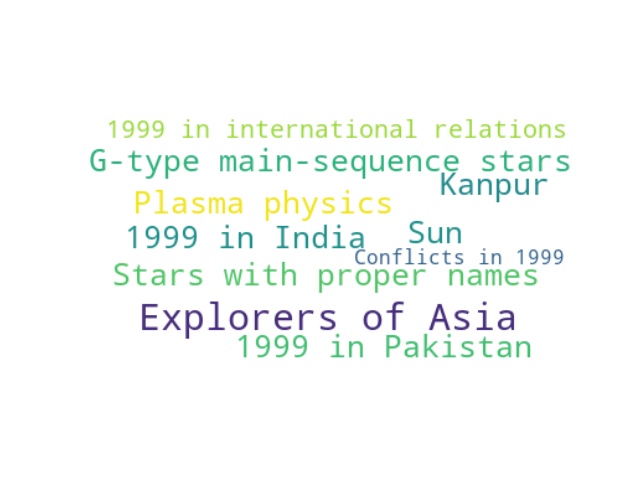 1999 in international relations
G-type main-sequence stars
Kanpur
Plasma physics
Sun
1999 in India
Conflicts in 1999
Stars with proper names
Explorers of Asia
1999 in Pakistan